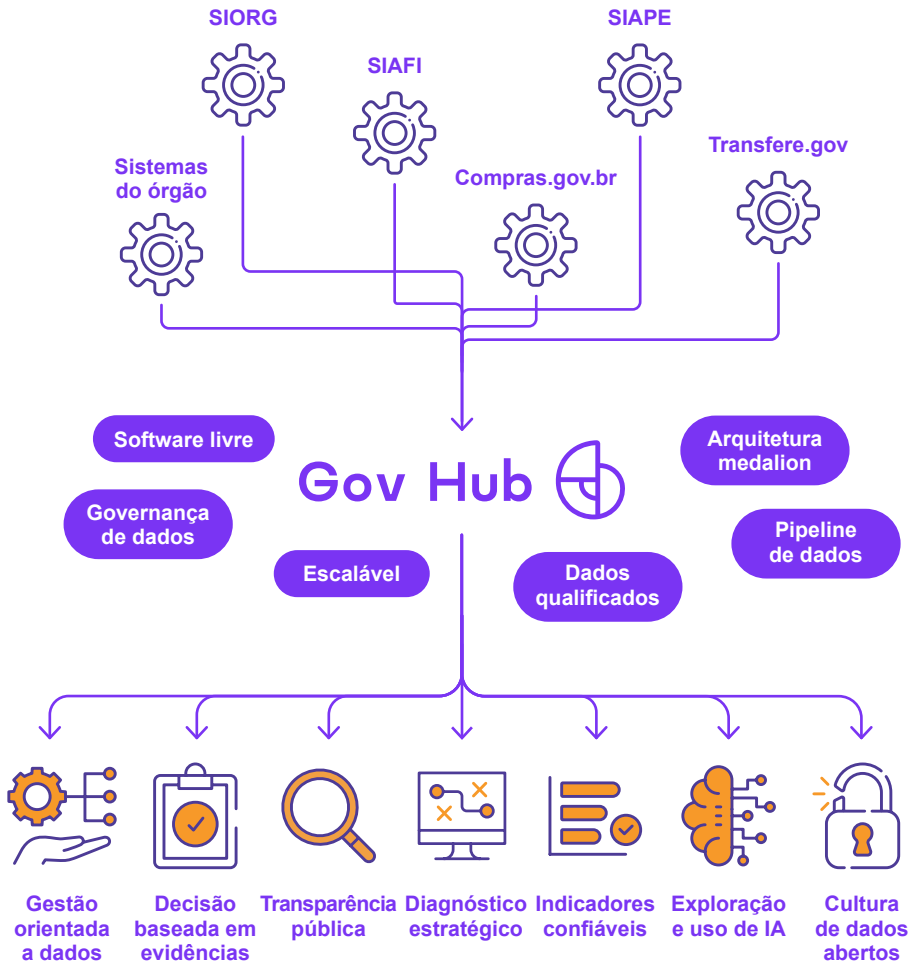 SIORG
SIAPE
SIAFI
Transfere.gov
Sistemas
do órgão
Compras.gov.br
Software livre
Arquitetura
medalion
Gov Hub
Governança
de dados
Pipeline
de dados
Escalável
Dados
qualificados
Gestão
orientada
a dados
Decisão
baseada em
evidências
Transparência
pública
Diagnóstico
estratégico
Indicadores
confiáveis
Exploração
e uso de IA
Cultura
de dados
abertos